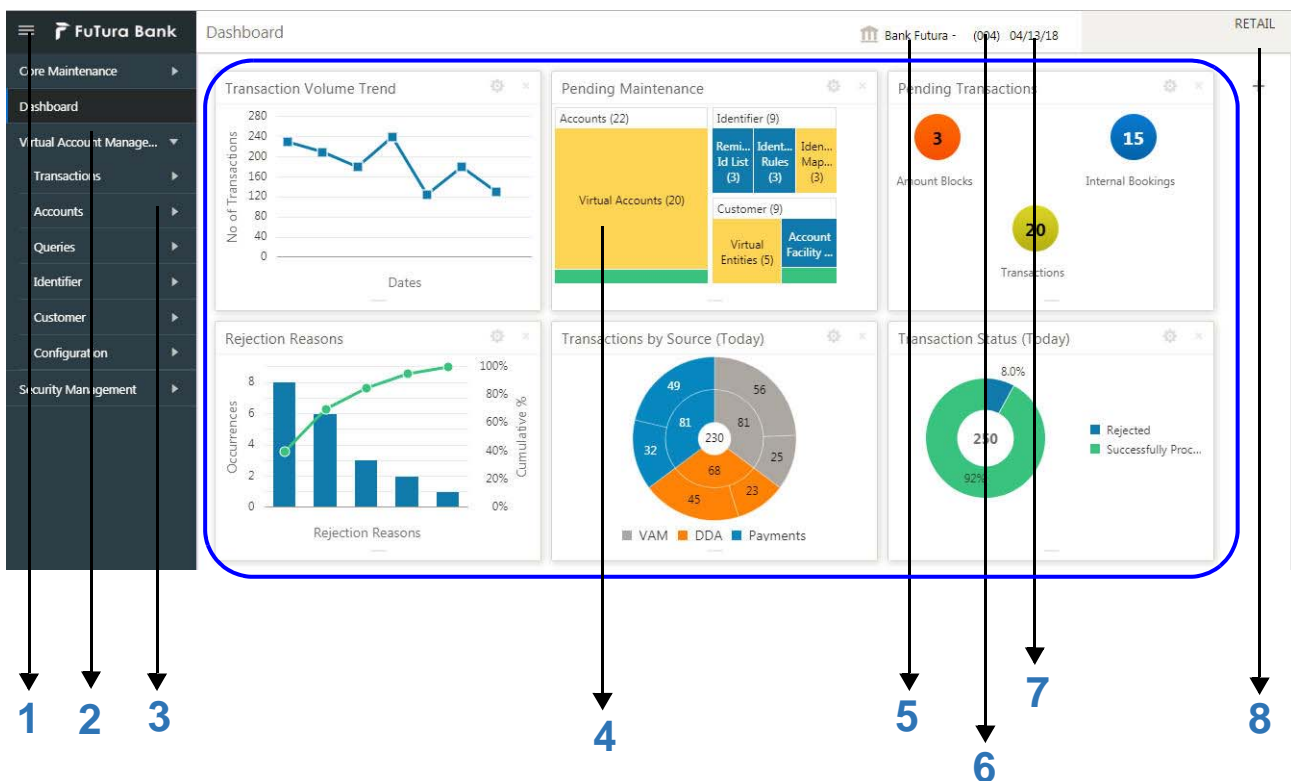 FuTura Bank
Dashboard
Bank Futura - (004) 04/13/18
RETAIL
Core Maintenance
Dashboard
Virtual Account Manage...
Transactions
Accounts
Queries
Identifier
Customer
Configuration
Security Management
Transaction Volume Trend
280
240
200
160
120
80
40
0
No of Transactions
Dates
Pending Maintenance
Accounts (22)
Virtual Accounts (20)
Identifier (9)
Remi... Id List (3)
Ident... Rules (3)
Iden... Map... (3)
Customer (9)
Virtual Entities (5)
Account Facility ...
Pending Transactions
3
Amount Blocks
15
Internal Bookings
20
Transactions
Rejection Reasons
8
6
4
2
0
Occurrences
100%
80%
60%
40%
20%
0%
Cumulative %
Rejection Reasons
Transactions by Source (Today)
49
56
81
81
230
32
25
68
45
23
VAM DDA Payments
Transaction Status (Today)
8.0%
250
92%
Rejected
Successfully Proc...
1
2
3
4
5
6
7
8